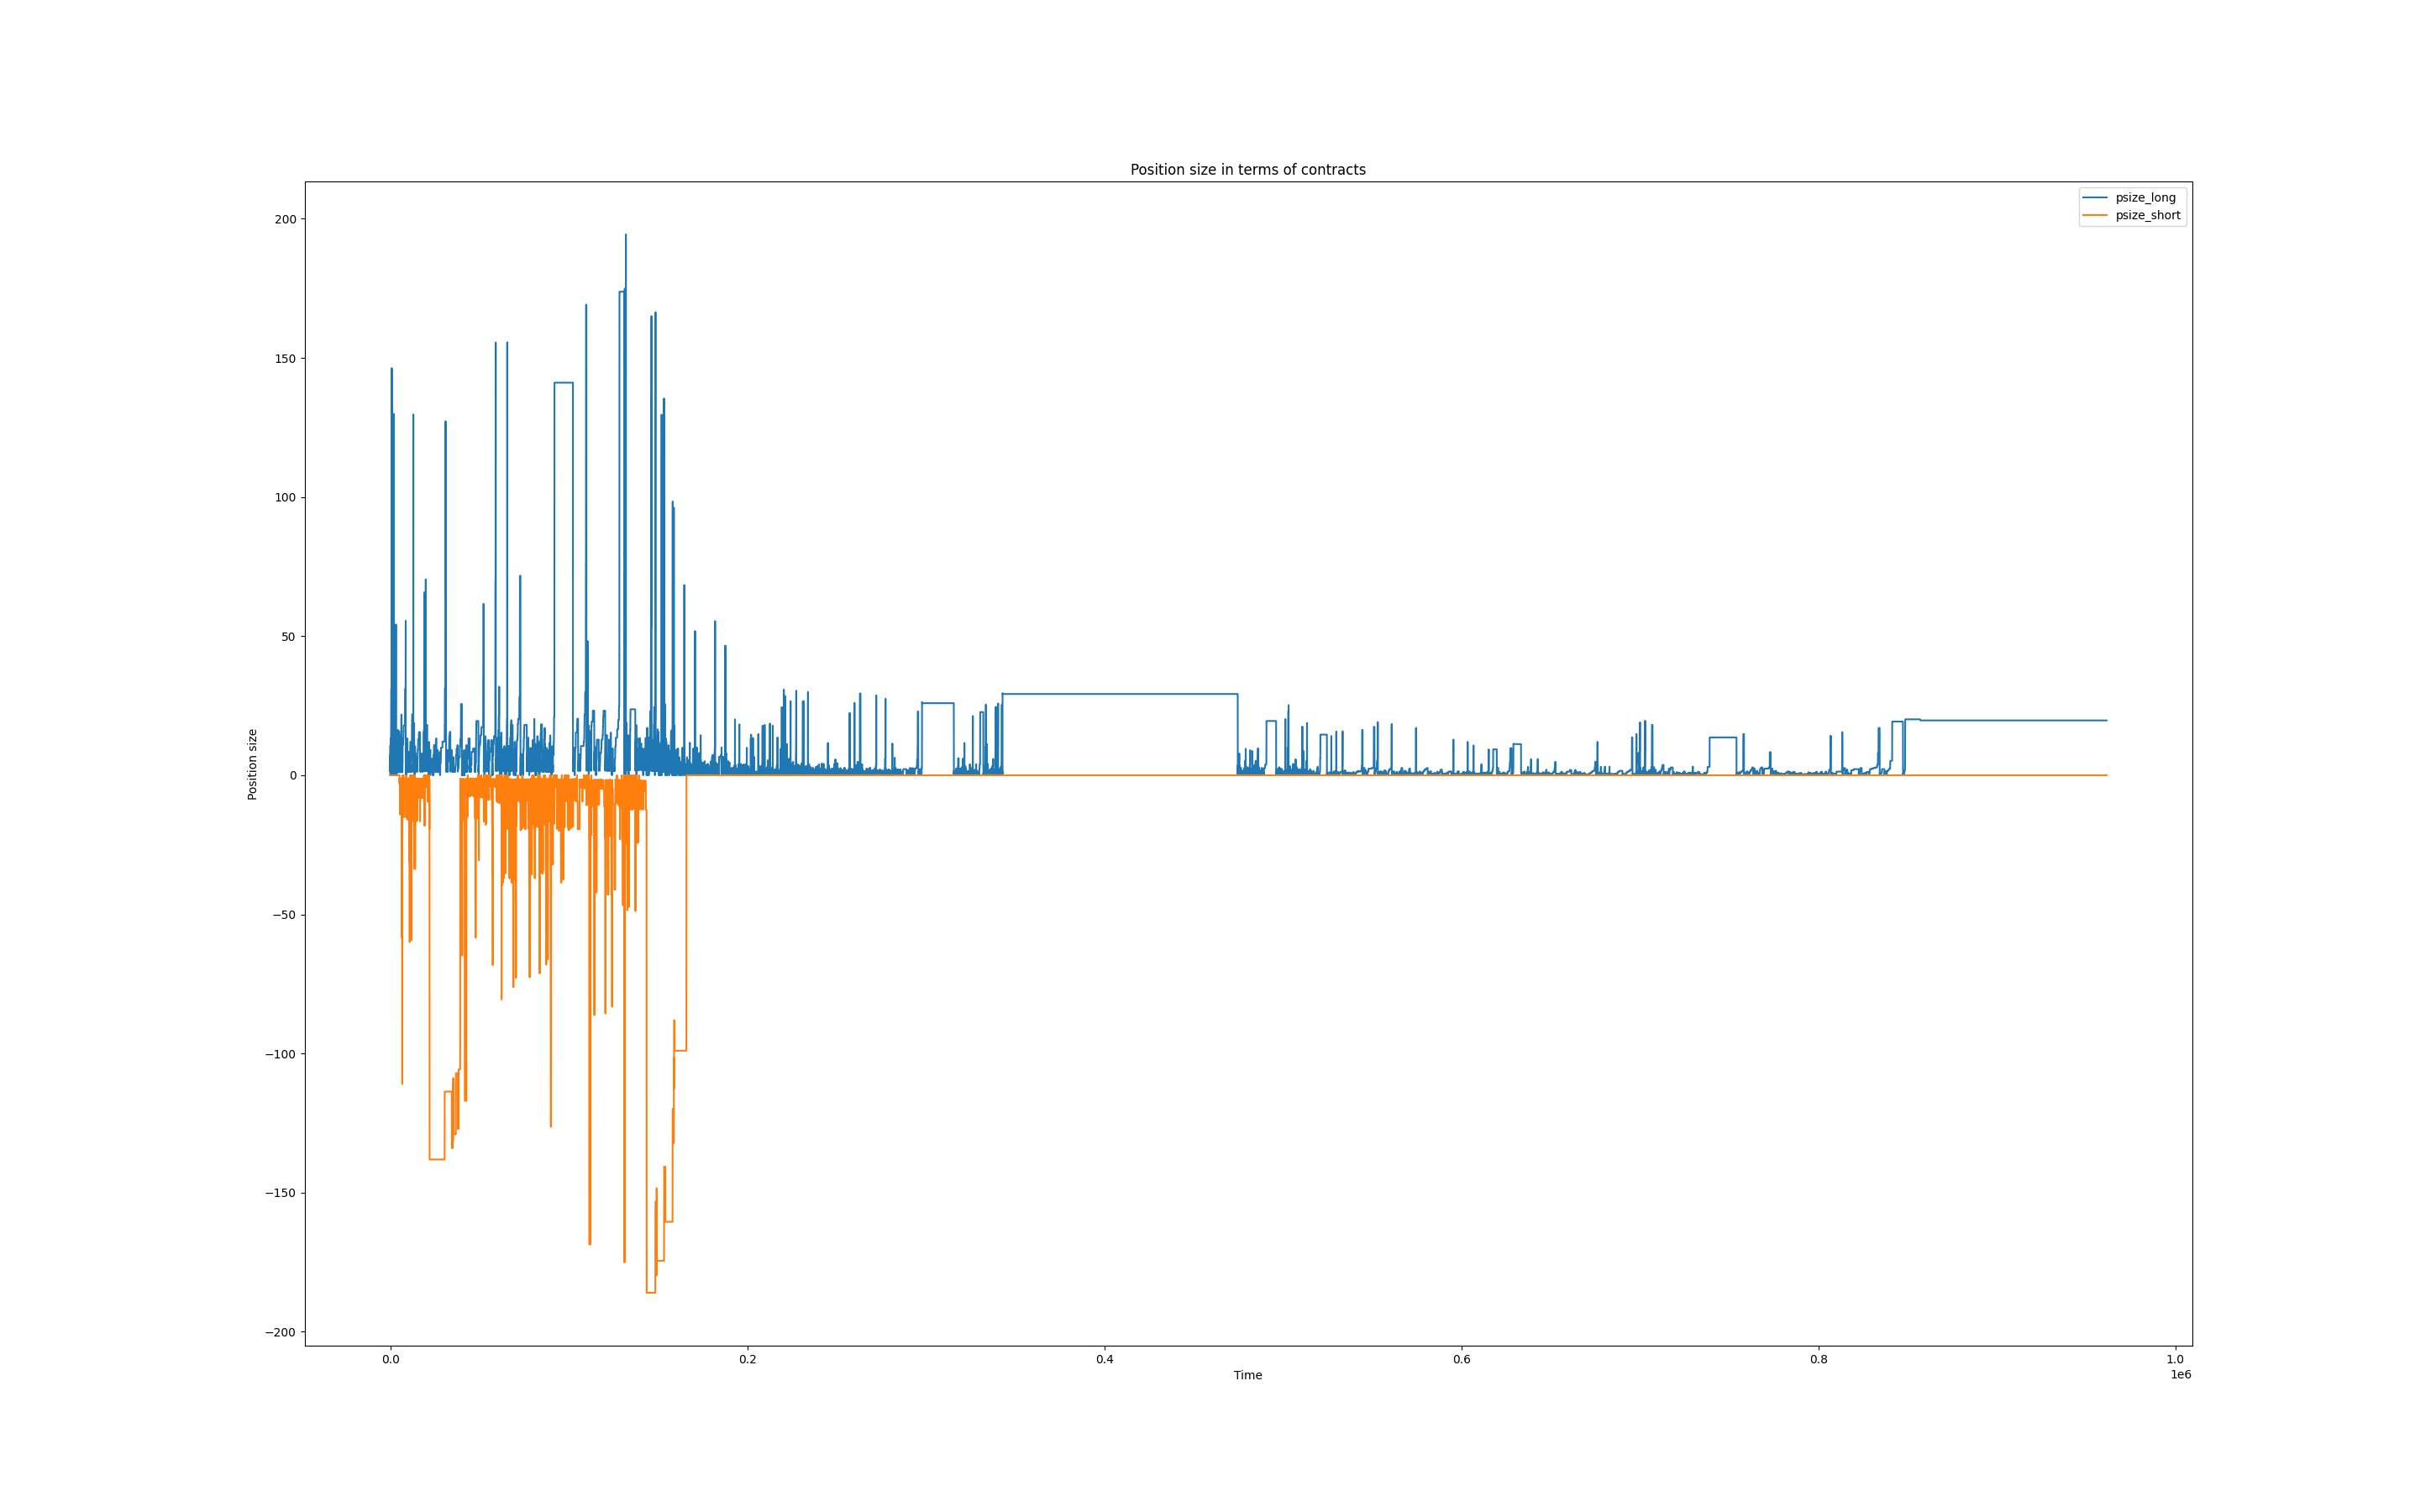 Position size in terms of contracts
psize_long
psize_short
200
150
100
50
0
−50
−100
−150
−200
Position size
0.0
0.2
0.4
0.6
0.8
1.0
1e6
Time